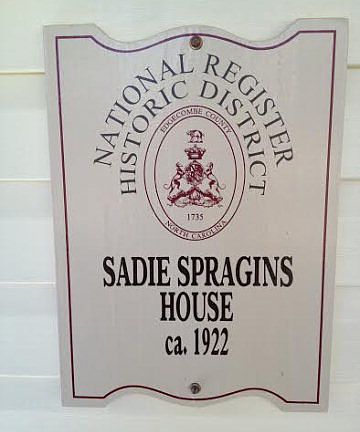 NATIONAL REGISTER
HISTORIC DISTRICT
EDGECOMBE COUNTY
1735
NORTH CAROLINA
SADIE SPRAGINS
HOUSE
ca. 1922